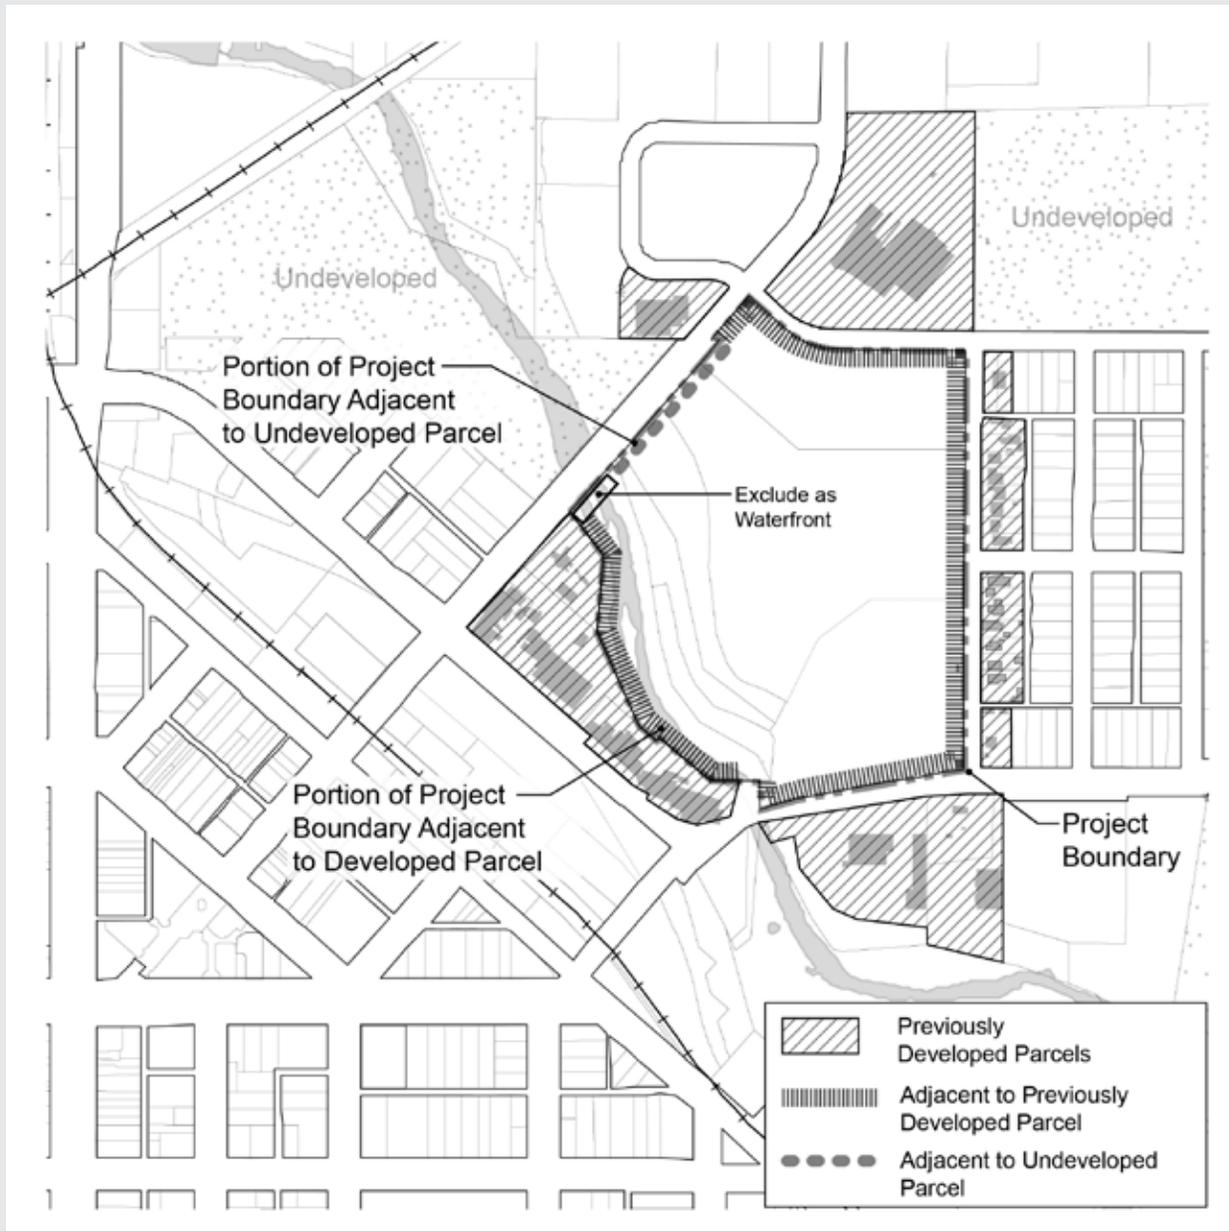 Undeveloped
Undeveloped
Portion of Project
Boundary Adjacent
to Undeveloped Parcel
Exclude as
Waterfront
Portion of Project
Boundary Adjacent
to Developed Parcel
Project
Boundary
Previously
Developed Parcels
Adjacent to Previously
Developed Parcel
Adjacent to Undeveloped
Parcel